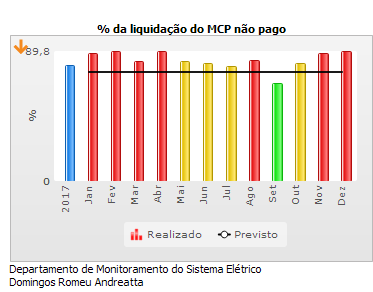 % da liquidação do MCP não pago
89,8
%
0
2017 Jan Fev Mar Abr Mai Jun Jul Ago Set Out Nov Dez
Realizado Previsto
Departamento de Monitoramento do Sistema Elétrico
Domingos Romeu Andreatta